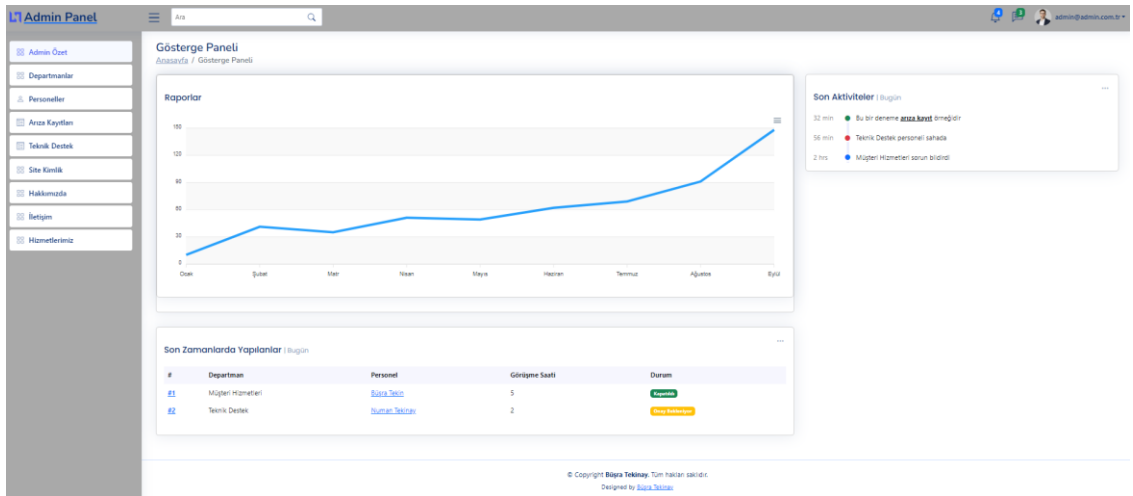 Admin Panel
Ara
4
3
admin@admin.com.tr
Admin Özet
Departmanlar
Personeller
Arıza Kayıtları
Teknik Destek
Site Kimlik
Hakkımızda
İletişim
Hizmetlerimiz
Gösterge Paneli
Anasayfa / Gösterge Paneli
Raporlar
150
120
90
60
30
0
Ocak Şubat Matr Nisan Mayıs Haziran Temmuz Ağustos Eylül
Son Zamanlarda Yapılanlar | Bugün
# Departman Personel Görüşme Saati Durum
#1 Müşteri Hizmetleri Büşra Tekin 5 Kapatıldı
#2 Teknik Destek Numan Tekinay 2 Onay Bekleniyor
Son Aktiviteler | Bugün
32 min Bu bir deneme arıza kayıt örneğidir
56 min Teknik Destek personeli sahada
2 hrs Müşteri Hizmetleri sorun bildirdi
© Copyright Büşra Tekinay. Tüm hakları saklıdır.
Designed by Büşra Tekinay